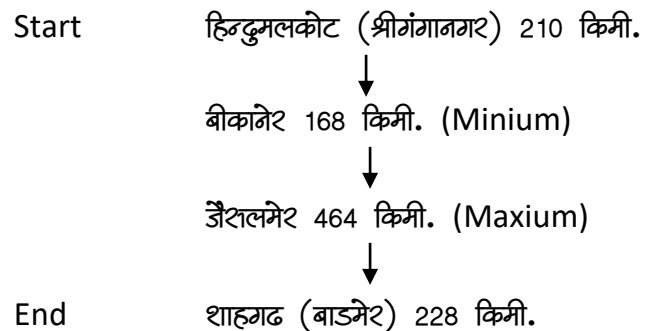 Start हिन्दुमलकोट (श्रीगंगानगर) 210 किमी.
बीकानेर 168 किमी. (Minium)
जैसलमेर 464 किमी. (Maxium)
End शाहगढ (बाडमेर) 228 किमी.